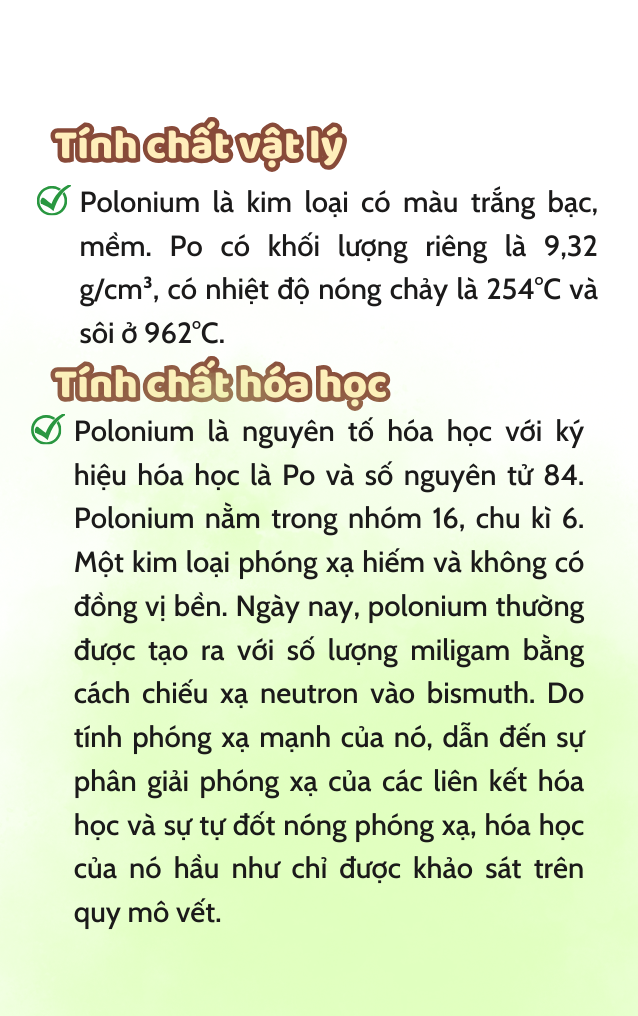 Tính chất vật lý
Polonium là kim loại có màu trắng bạc,
mềm. Po có khối lượng riêng là 9,32
g/cm³, có nhiệt độ nóng chảy là 254°C và
sôi ở 962°C.
Tính chất hóa học
Polonium là nguyên tố hóa học với ký
hiệu hóa học là Po và số nguyên tử 84.
Polonium nằm trong nhóm 16, chu kì 6.
Một kim loại phóng xạ hiếm và không có
đồng vị bền. Ngày nay, polonium thường
được tạo ra với số lượng miligam bằng
cách chiếu xạ neutron vào bismuth. Do
tính phóng xạ mạnh của nó, dẫn đến sự
phân giải phóng xạ của các liên kết hóa
học và sự tự đốt nóng phóng xạ, hóa học
của nó hầu như chỉ được khảo sát trên
quy mô vết.